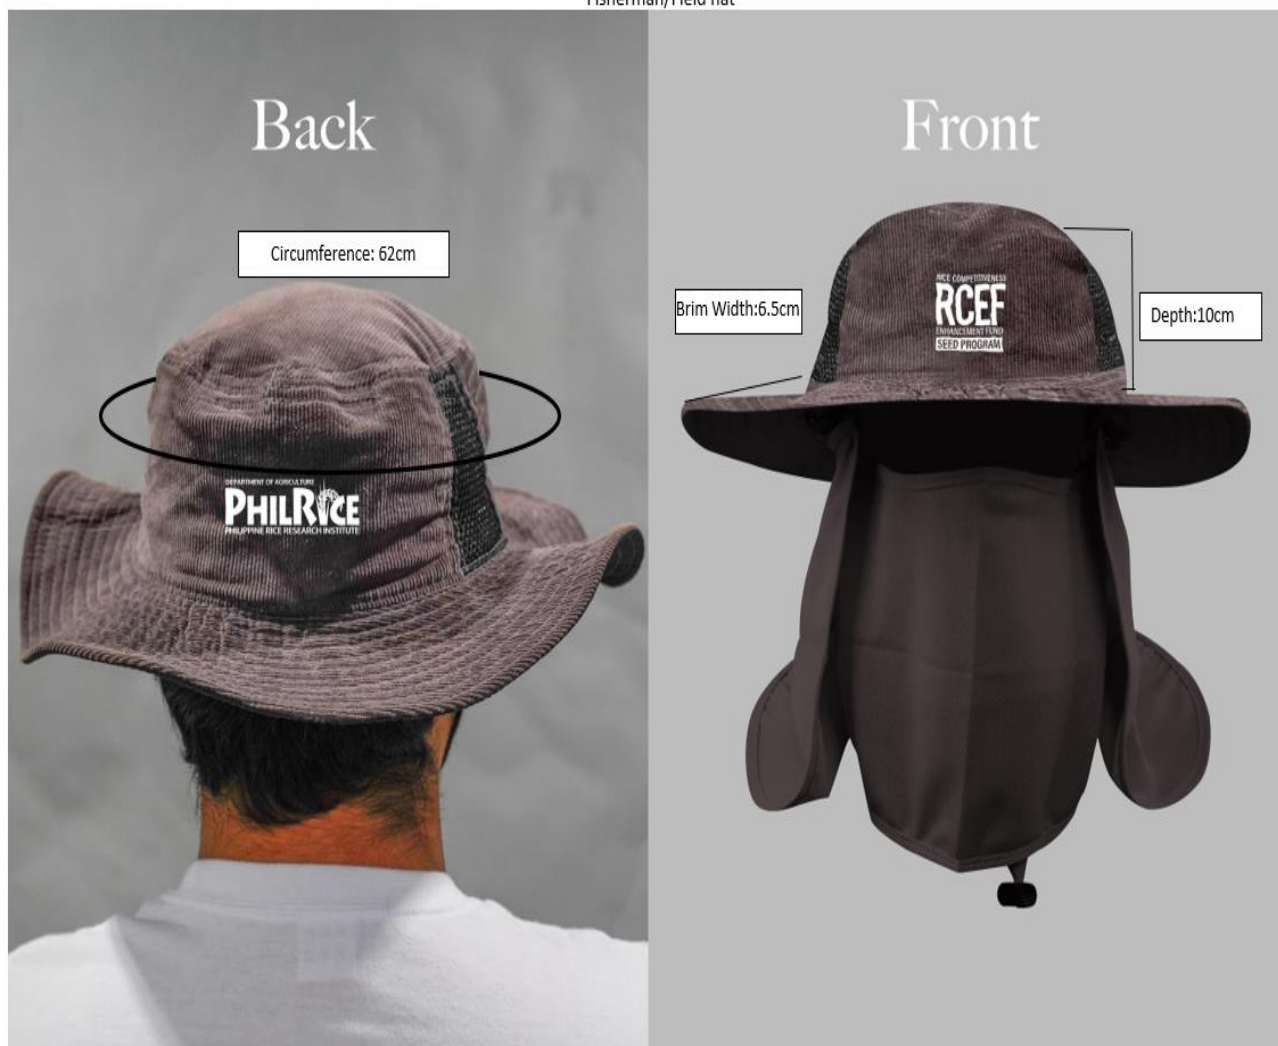 Fisherman/Field hat
Back
Circumference: 62cm
DEPARTMENT OF AGRICULTURE
PHILRICE
PHILIPPINE RICE RESEARCH INSTITUTE
Front
RICE COMPETITIVENESS
RCEF
ENHANCEMENT FUND
SEED PROGRAM
Brim Width:6.5cm
Depth:10cm